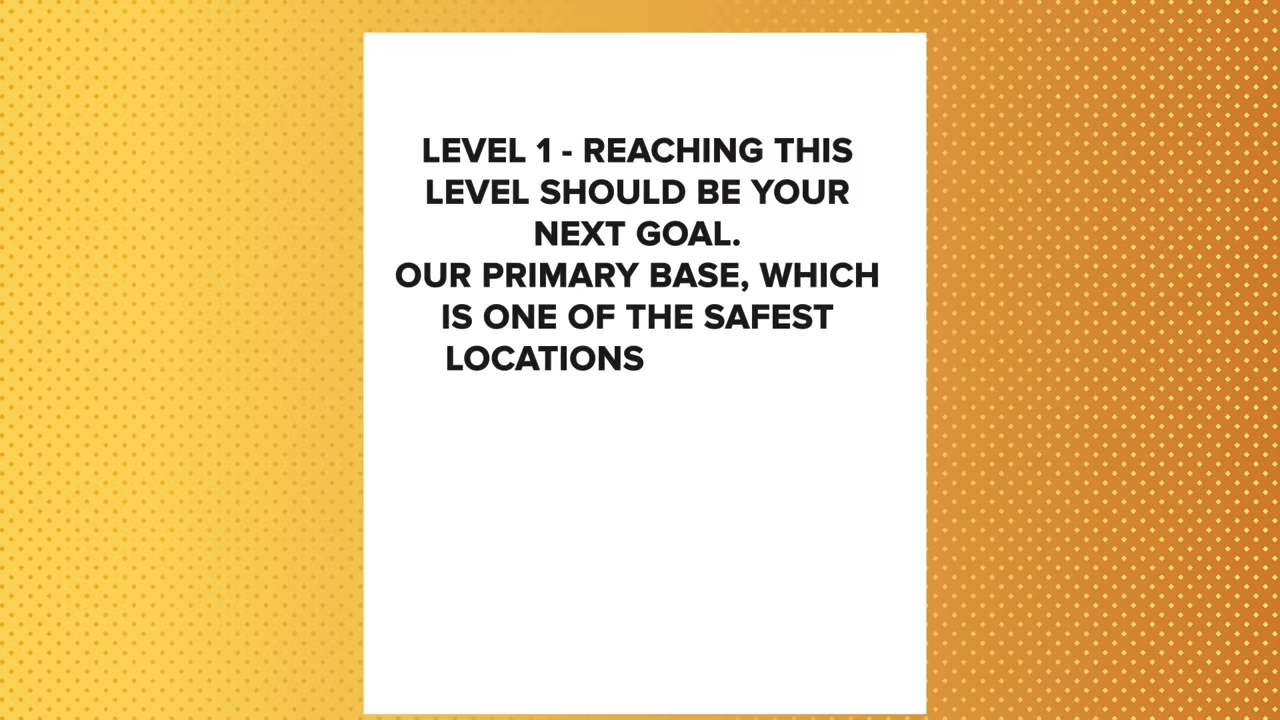 LEVEL 1 - REACHING THIS
LEVEL SHOULD BE YOUR
NEXT GOAL.
OUR PRIMARY BASE, WHICH
IS ONE OF THE SAFEST
LOCATIONS